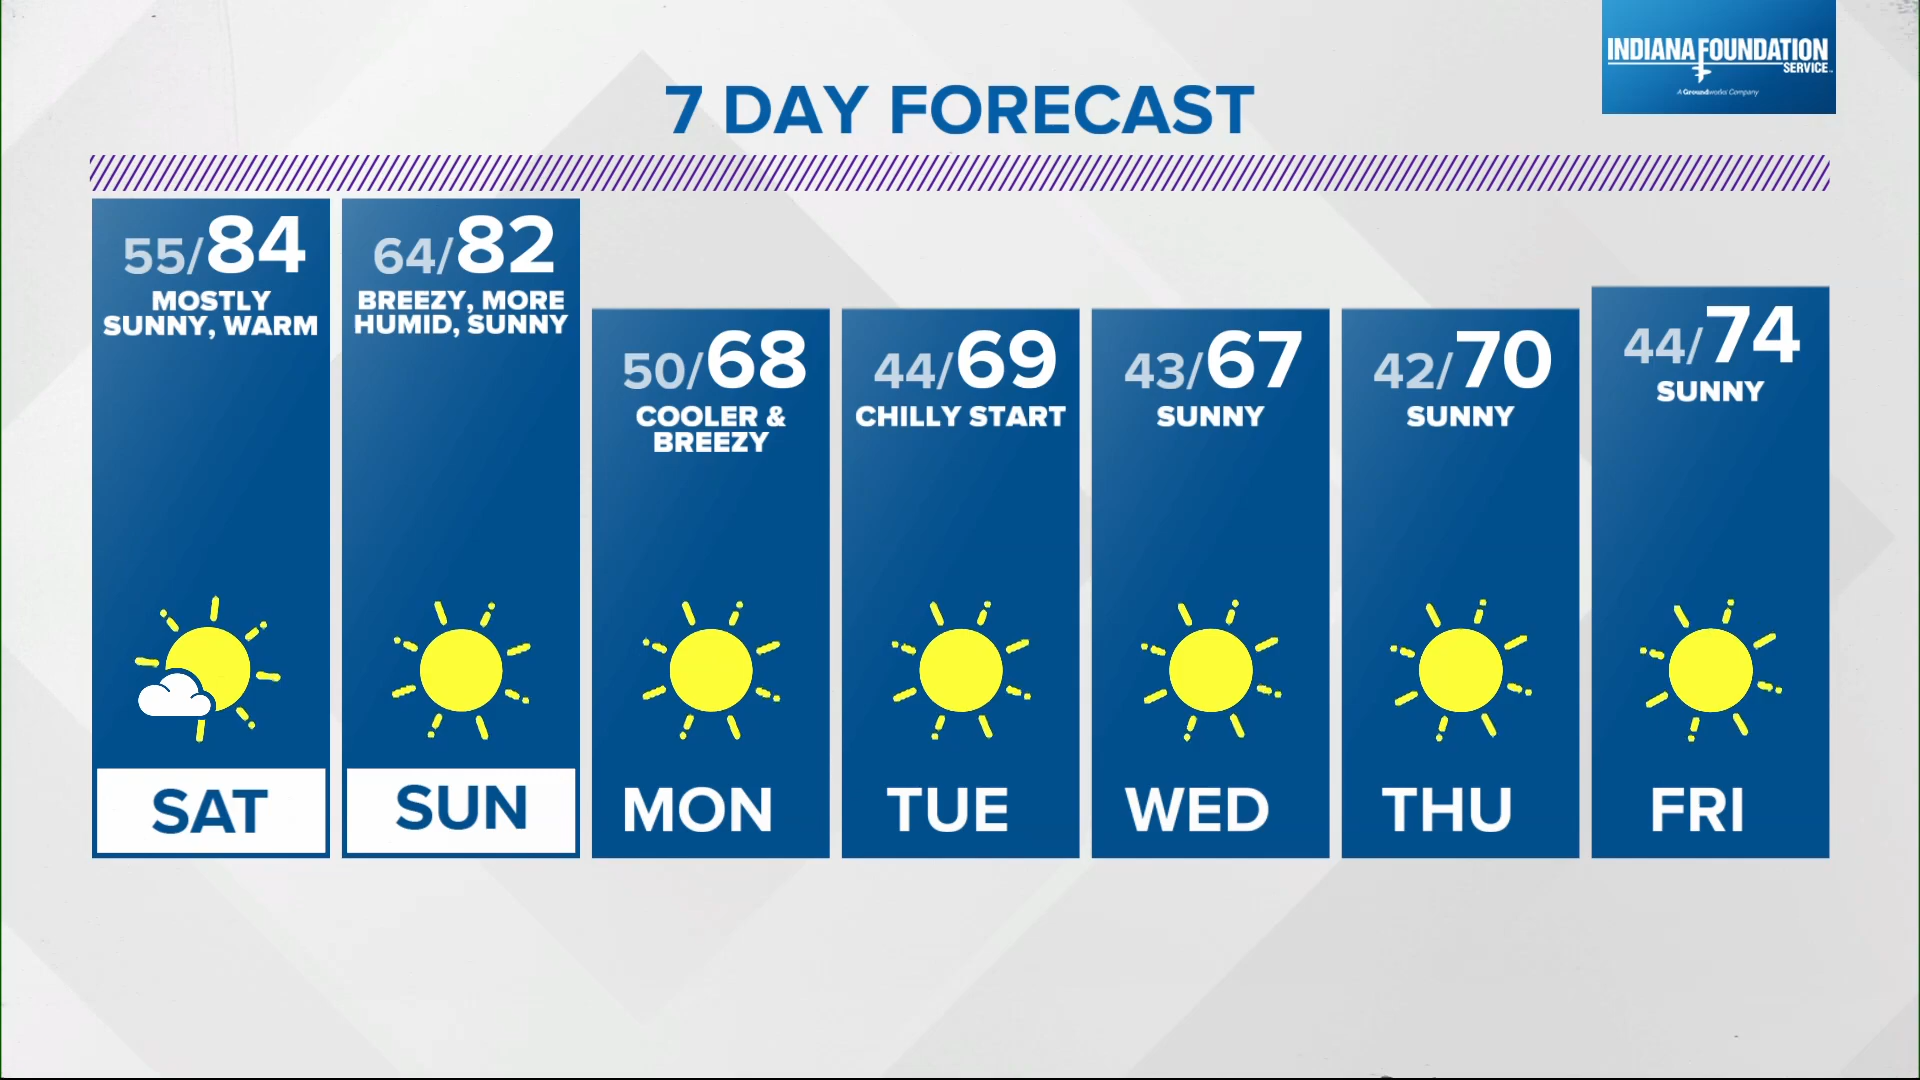 INDIANA FOUNDATION
SERVICE
A Groundworks Company
7 DAY FORECAST
55/84
MOSTLY
SUNNY, WARM
SAT
64/82
BREEZY, MORE
HUMID, SUNNY
SUN
50/68
COOLER &
BREEZY
MON
44/69
CHILLY START
TUE
43/67
SUNNY
WED
42/70
SUNNY
THU
44/74
SUNNY
FRI